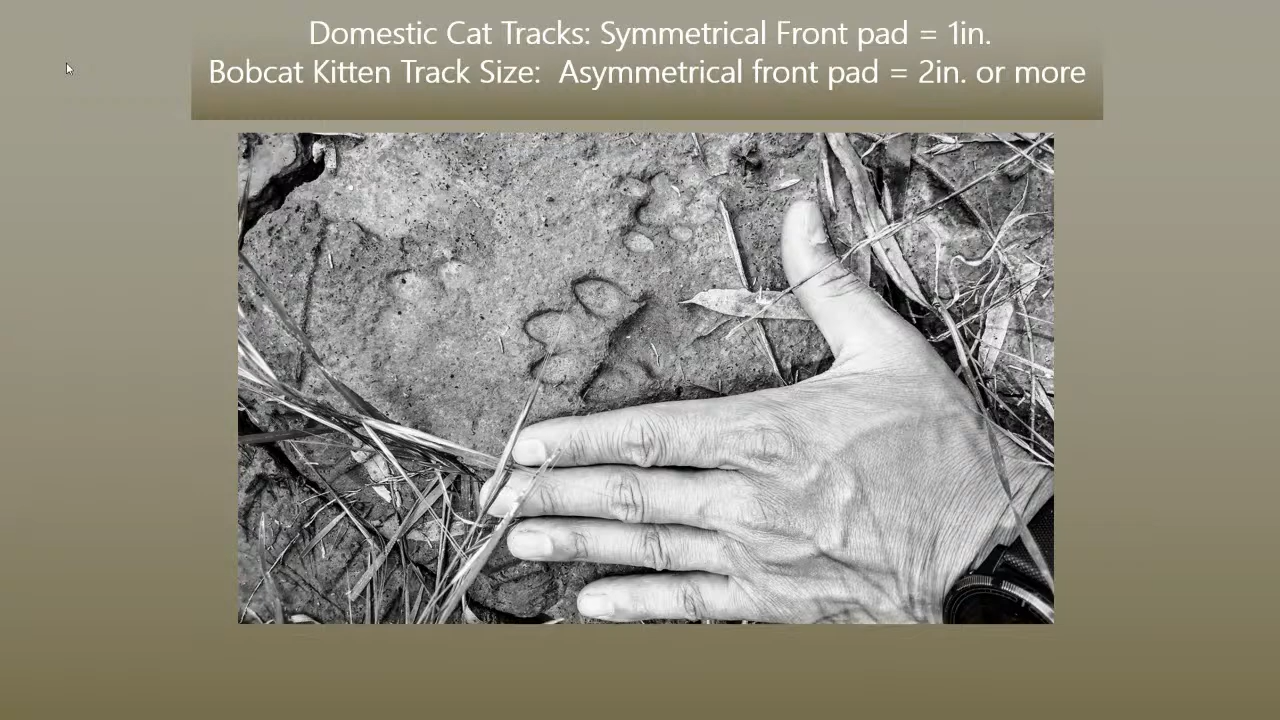 Domestic Cat Tracks: Symmetrical Front pad = 1in.
Bobcat Kitten Track Size:  Asymmetrical front pad = 2in. or more